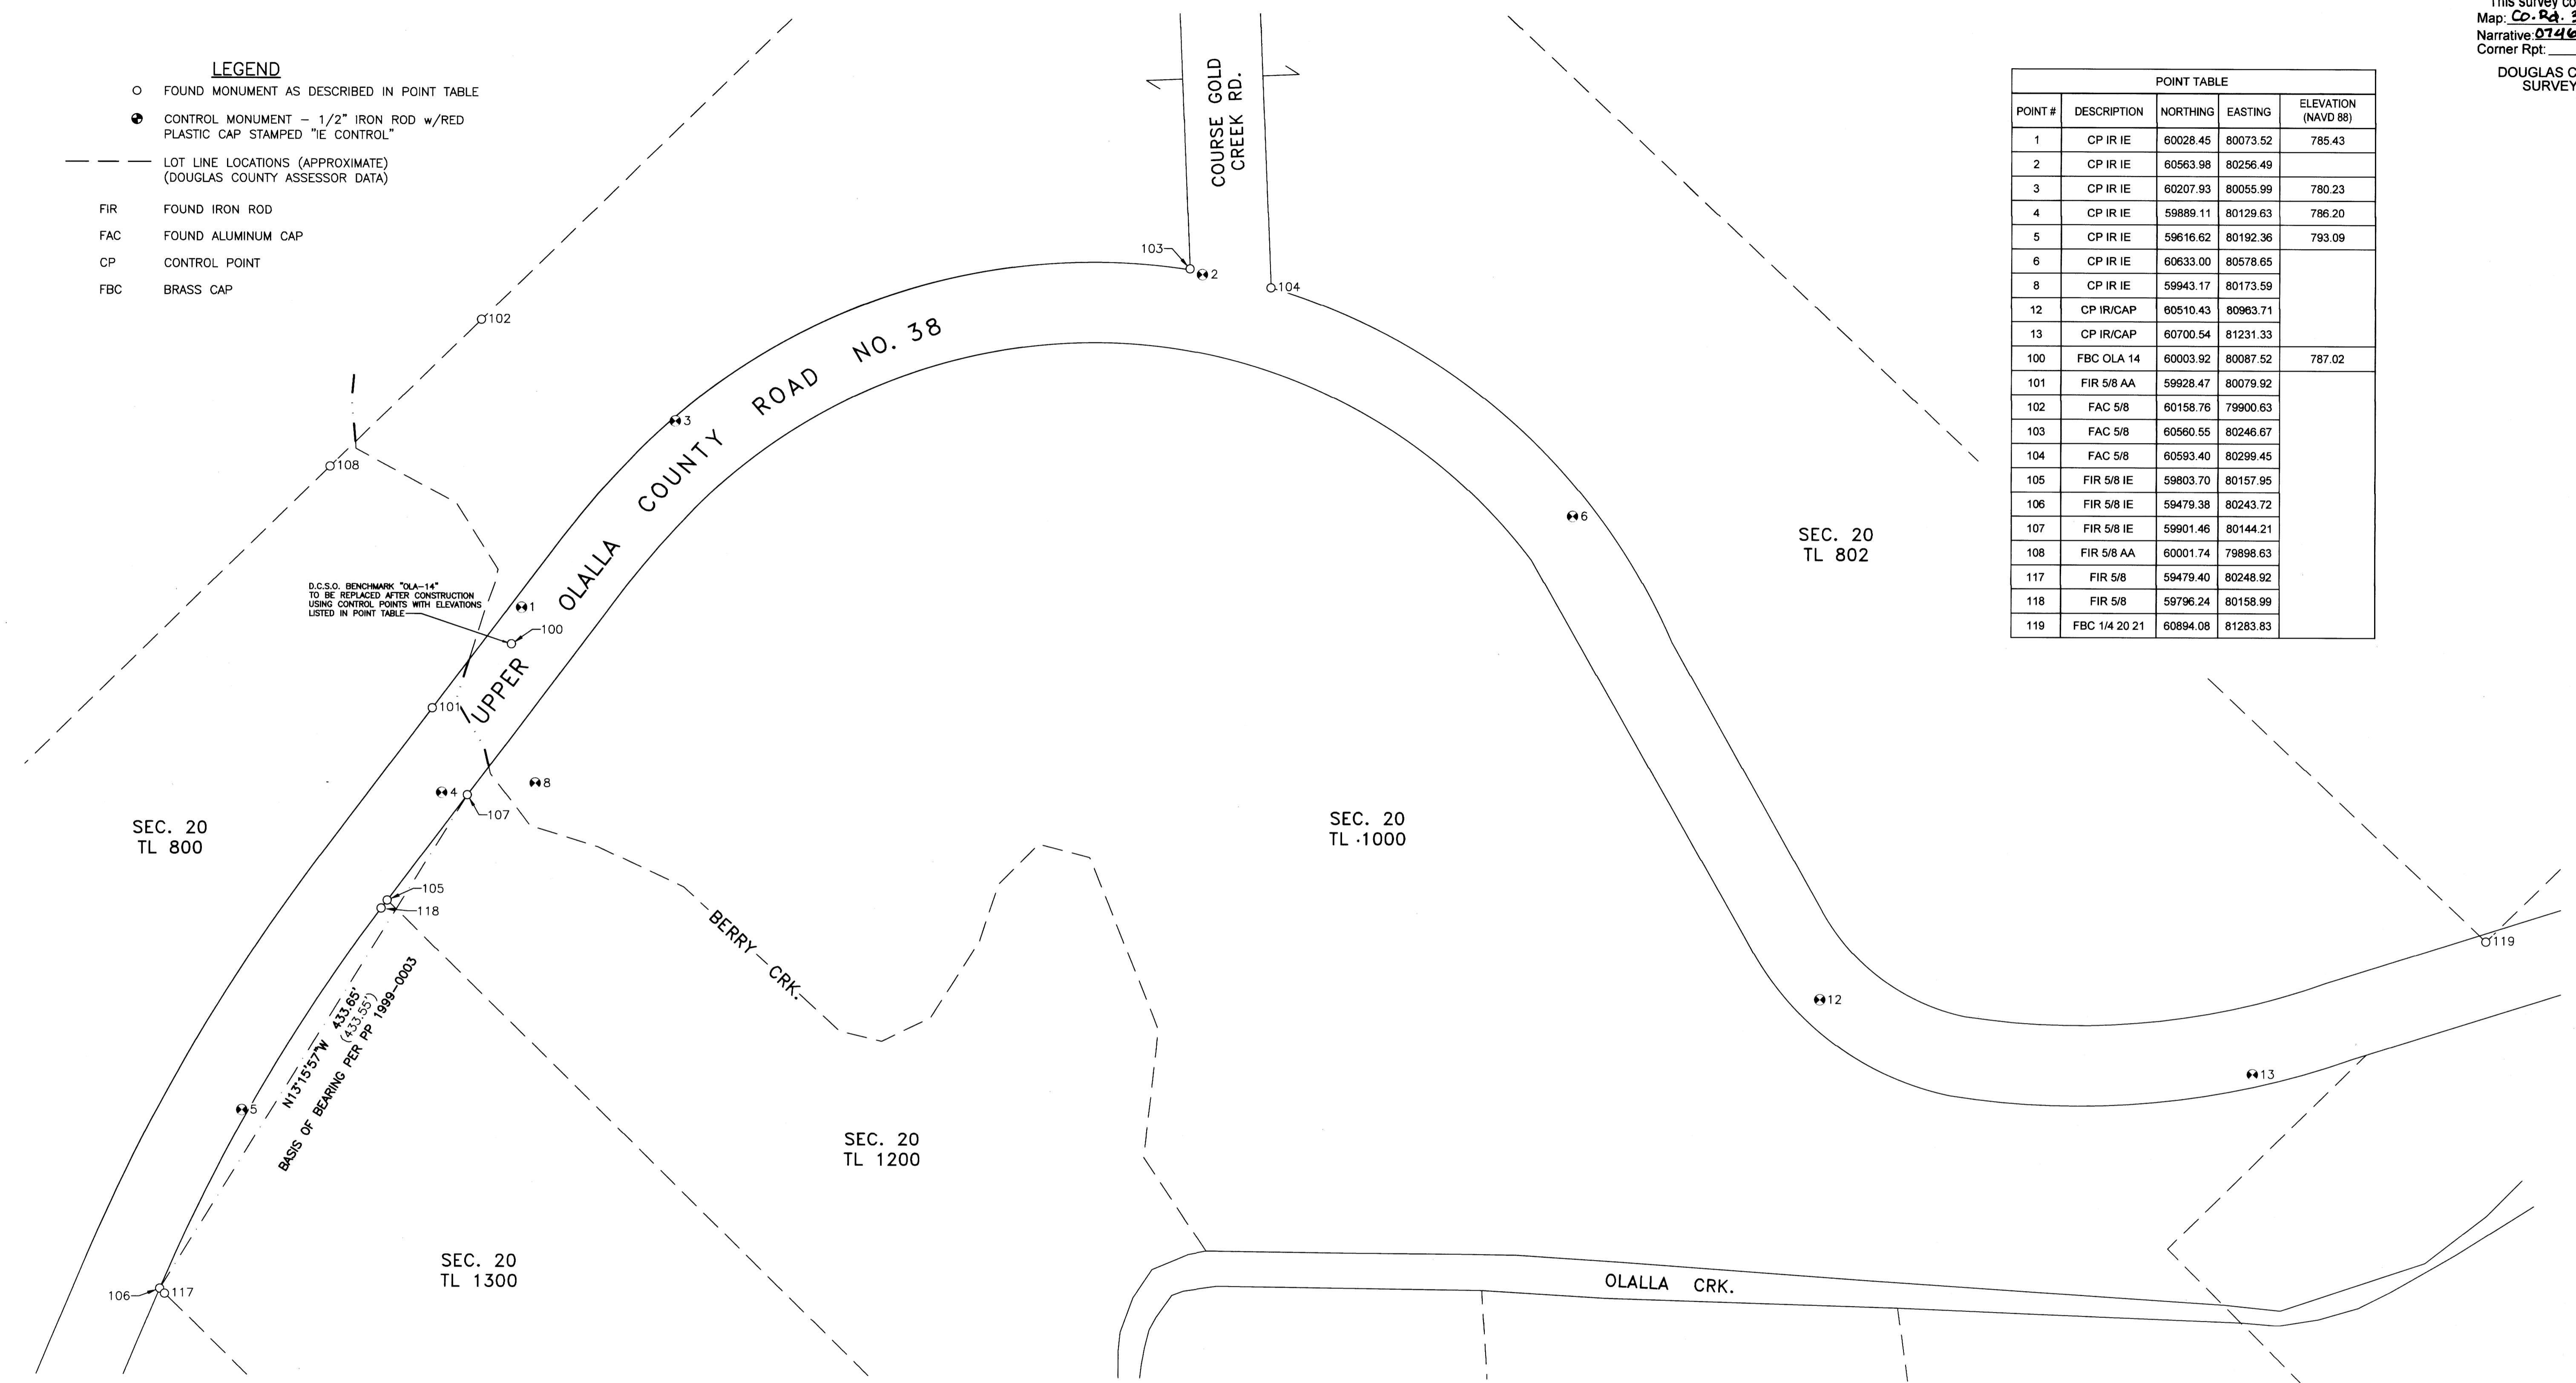 This survey co
Map: Co. Rd. 3
Narrative: 0746
Corner Rpt:
DOUGLAS C
SURVEY
LEGEND
FOUND MONUMENT AS DESCRIBED IN POINT TABLE
CONTROL MONUMENT – 1/2" IRON ROD w/RED
PLASTIC CAP STAMPED "IE CONTROL"
LOT LINE LOCATIONS (APPROXIMATE)
(DOUGLAS COUNTY ASSESSOR DATA)
FIR FOUND IRON ROD
FAC FOUND ALUMINUM CAP
CP CONTROL POINT
FBC BRASS CAP
COURSE GOLD
CREEK RD.
POINT TABLE
POINT # DESCRIPTION NORTHING EASTING ELEVATION
(NAVD 88)
1 CP IR IE 60028.45 80073.52 785.43
2 CP IR IE 60563.98 80256.49
3 CP IR IE 60207.93 80055.99 780.23
4 CP IR IE 59889.11 80129.63 786.20
5 CP IR IE 59616.62 80192.36 793.09
6 CP IR IE 60633.00 80578.65
8 CP IR IE 59943.17 80173.59
12 CP IR/CAP 60510.43 80963.71
13 CP IR/CAP 60700.54 81231.33
100 FBC OLA 14 60003.92 80087.52 787.02
101 FIR 5/8 AA 59928.47 80079.92
102 FAC 5/8 60158.76 79900.63
103 FAC 5/8 60560.55 80246.67
104 FAC 5/8 60593.40 80299.45
105 FIR 5/8 IE 59803.70 80157.95
106 FIR 5/8 IE 59479.38 80243.72
107 FIR 5/8 IE 59901.46 80144.21
108 FIR 5/8 AA 60001.74 79898.63
117 FIR 5/8 59479.40 80248.92
118 FIR 5/8 59796.24 80158.99
119 FBC 1/4 20 21 60894.08 81283.83
103
2
104
102
UPPER OLALLA COUNTY ROAD NO. 38
3
108
6
SEC. 20
TL 802
D.C.S.O. BENCHMARK "OLA–14"
TO BE REPLACED AFTER CONSTRUCTION
USING CONTROL POINTS WITH ELEVATIONS
LISTED IN POINT TABLE
1
100
101
8
4
107
SEC. 20
TL 800
SEC. 20
TL 1000
105
118
BERRY CRK.
119
12
N13°15'57"W 433.65'
(433.55')
BASIS OF BEARING PER PP 1999–0003
13
5
SEC. 20
TL 1200
SEC. 20
TL 1300
OLALLA CRK.
106
117